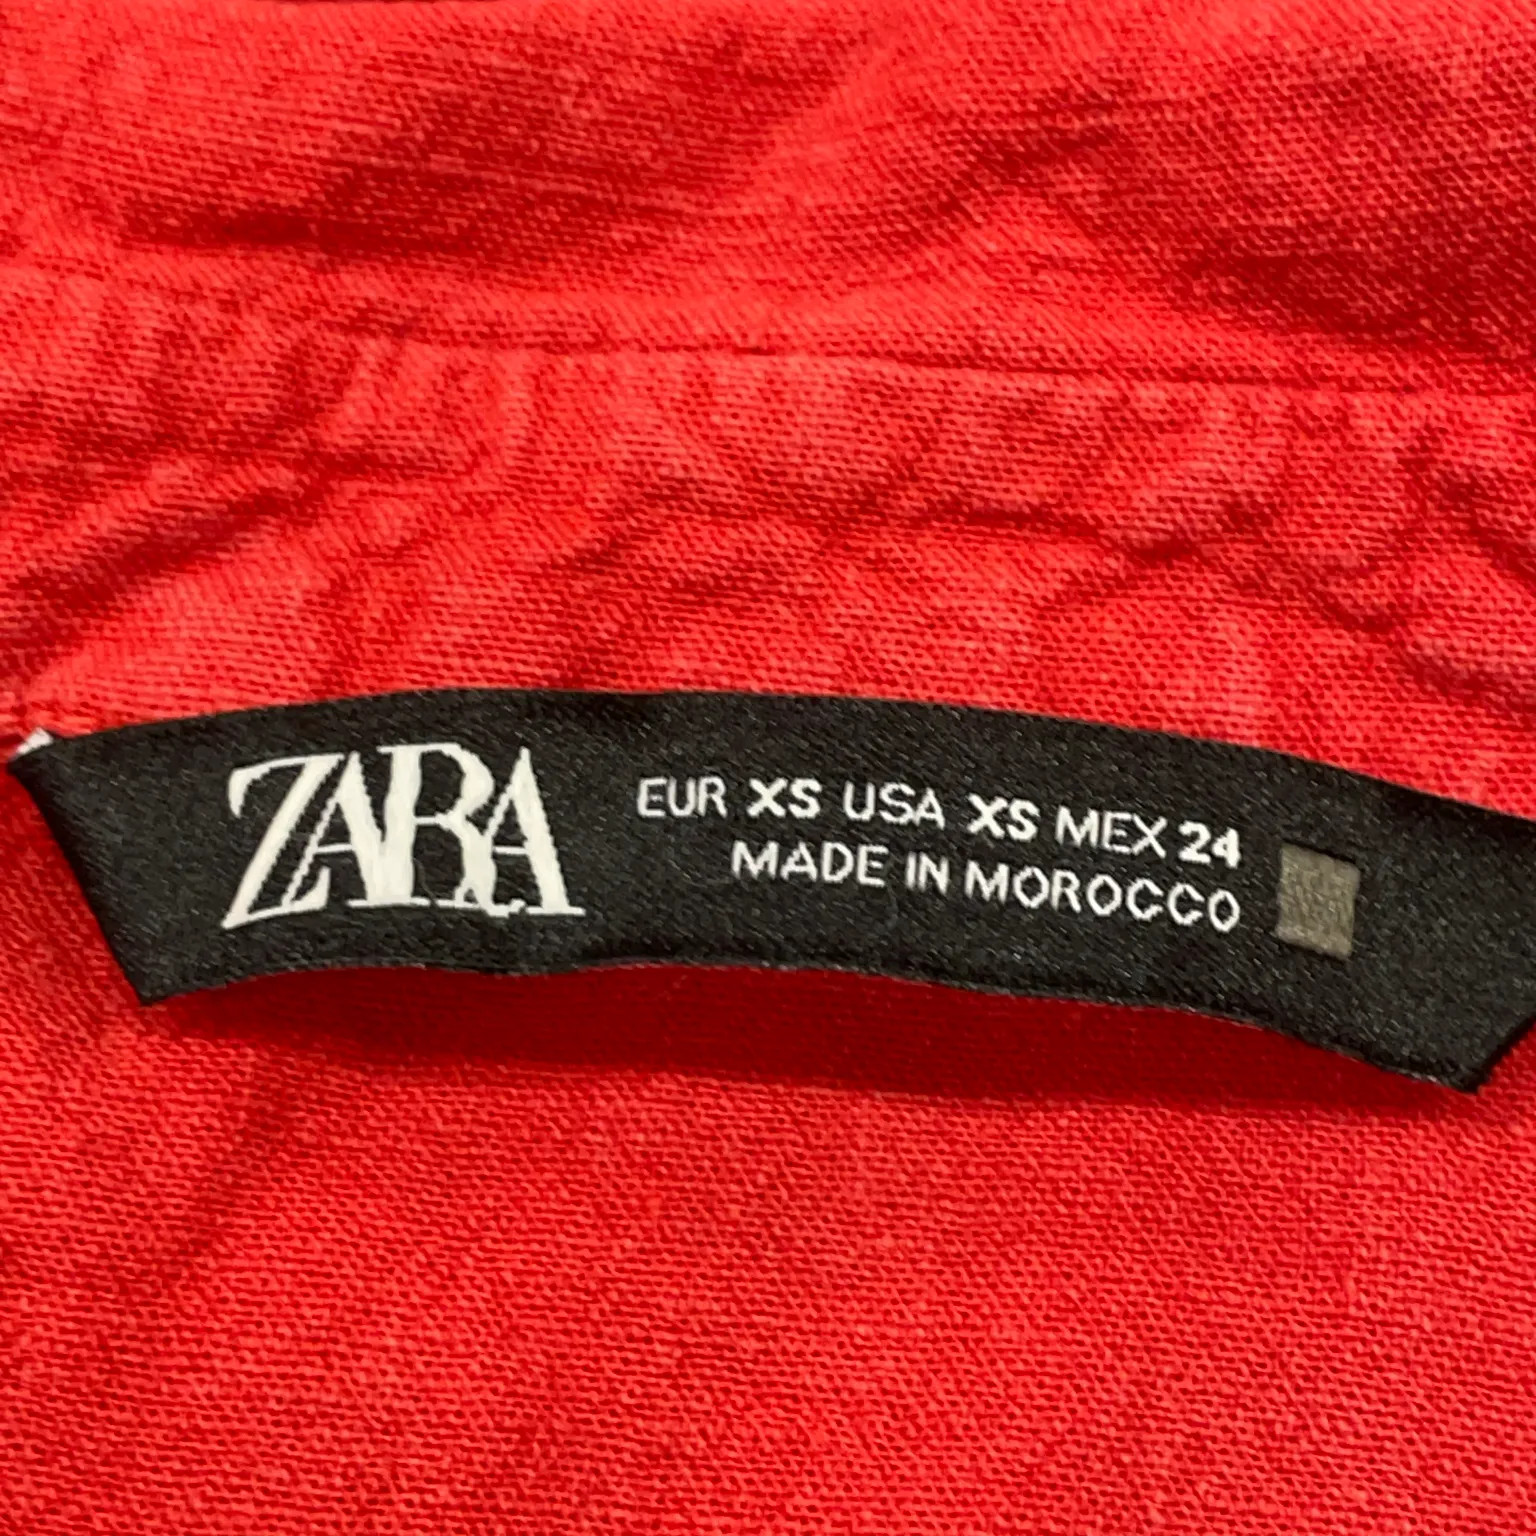 ZARA
EUR XS USA XS MEX 24
MADE IN MOROCCO